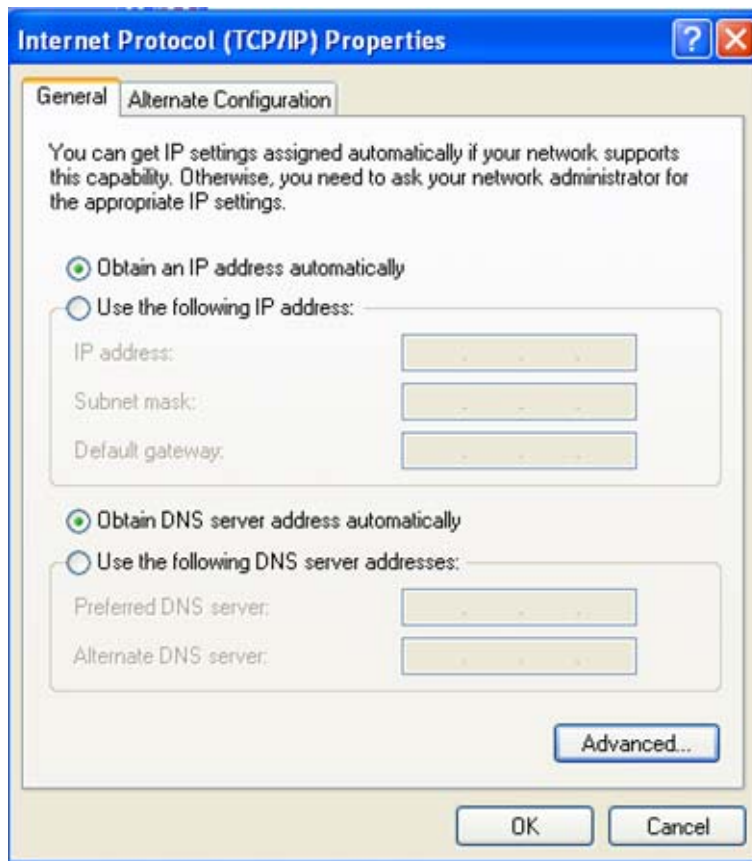 Internet Protocol (TCP/IP) Properties
General
Alternate Configuration
You can get IP settings assigned automatically if your network supports
this capability. Otherwise, you need to ask your network administrator for
the appropriate IP settings.
Obtain an IP address automatically
Use the following IP address:
IP address:
Subnet mask:
Default gateway:
Obtain DNS server address automatically
Use the following DNS server addresses:
Preferred DNS server:
Alternate DNS server:
Advanced...
OK
Cancel